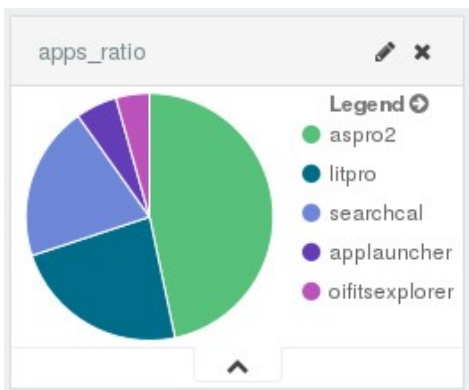 apps_ratio
Legend
aspro2
litpro
searchcal
applauncher
oifitsexplorer